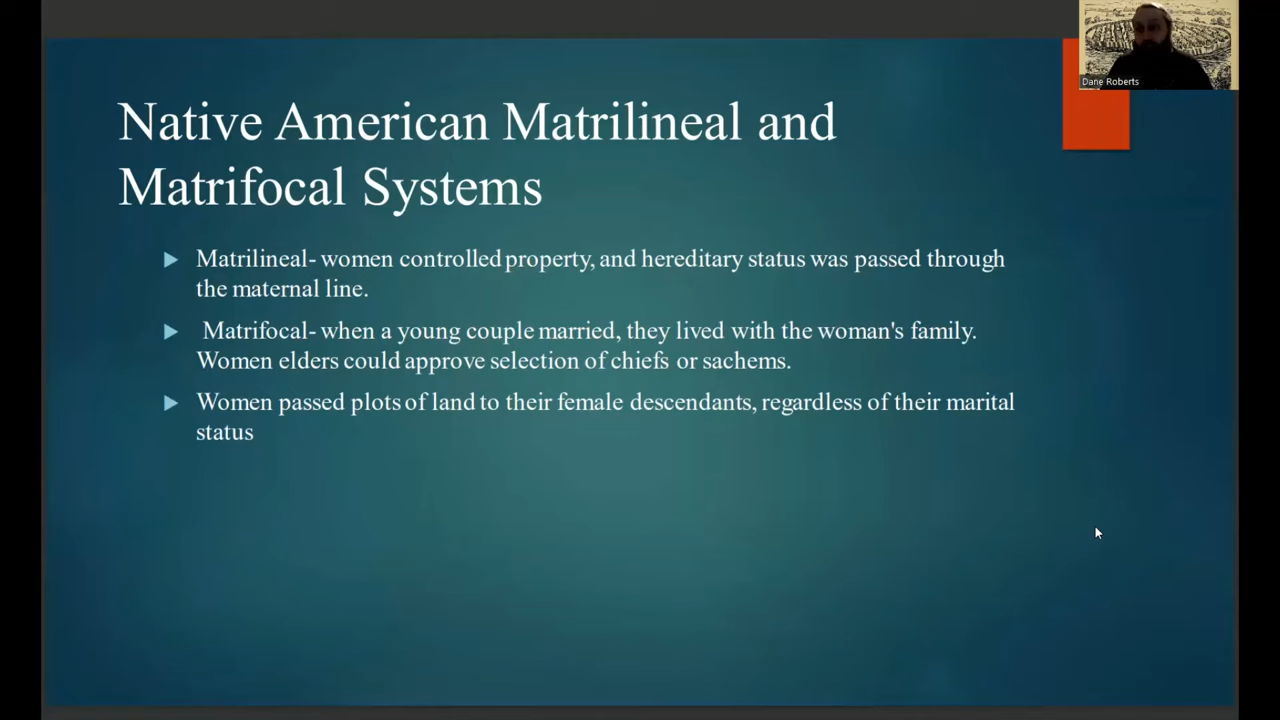 Dane Roberts
Native American Matrilineal and
Matrifocal Systems
Matrilineal- women controlled property, and hereditary status was passed through
the maternal line.
Matrifocal- when a young couple married, they lived with the woman's family.
Women elders could approve selection of chiefs or sachems.
Women passed plots of land to their female descendants, regardless of their marital
status